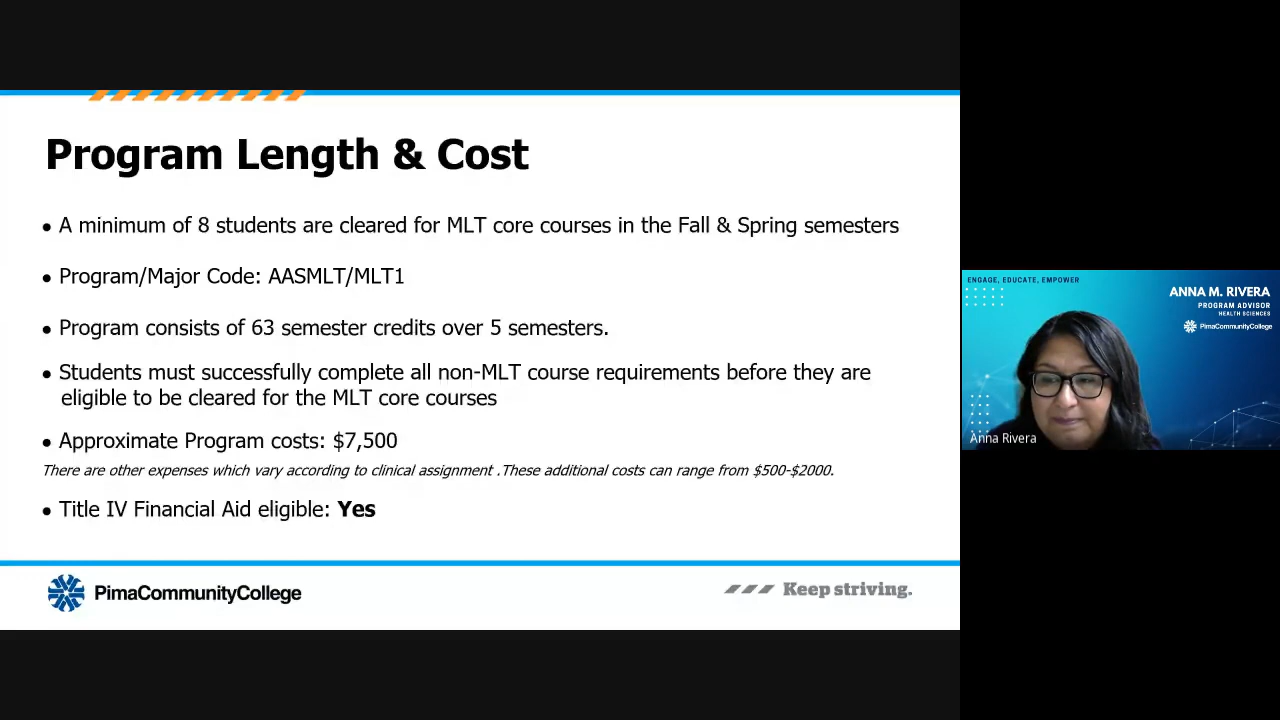 Program Length & Cost
● A minimum of 8 students are cleared for MLT core courses in the Fall & Spring semesters
● Program/Major Code: AASMLT/MLT1
● Program consists of 63 semester credits over 5 semesters.
● Students must successfully complete all non-MLT course requirements before they are
eligible to be cleared for the MLT core courses
● Approximate Program costs: $7,500
There are other expenses which vary according to clinical assignment .These additional costs can range from $500-$2000.
● Title IV Financial Aid eligible: Yes
PimaCommunityCollege
Keep striving.
ENGAGE, EDUCATE, EMPOWER
ANNA M. RIVERA
PROGRAM ADVISOR
HEALTH SCIENCES
PimaCommunityCollege
Anna Rivera